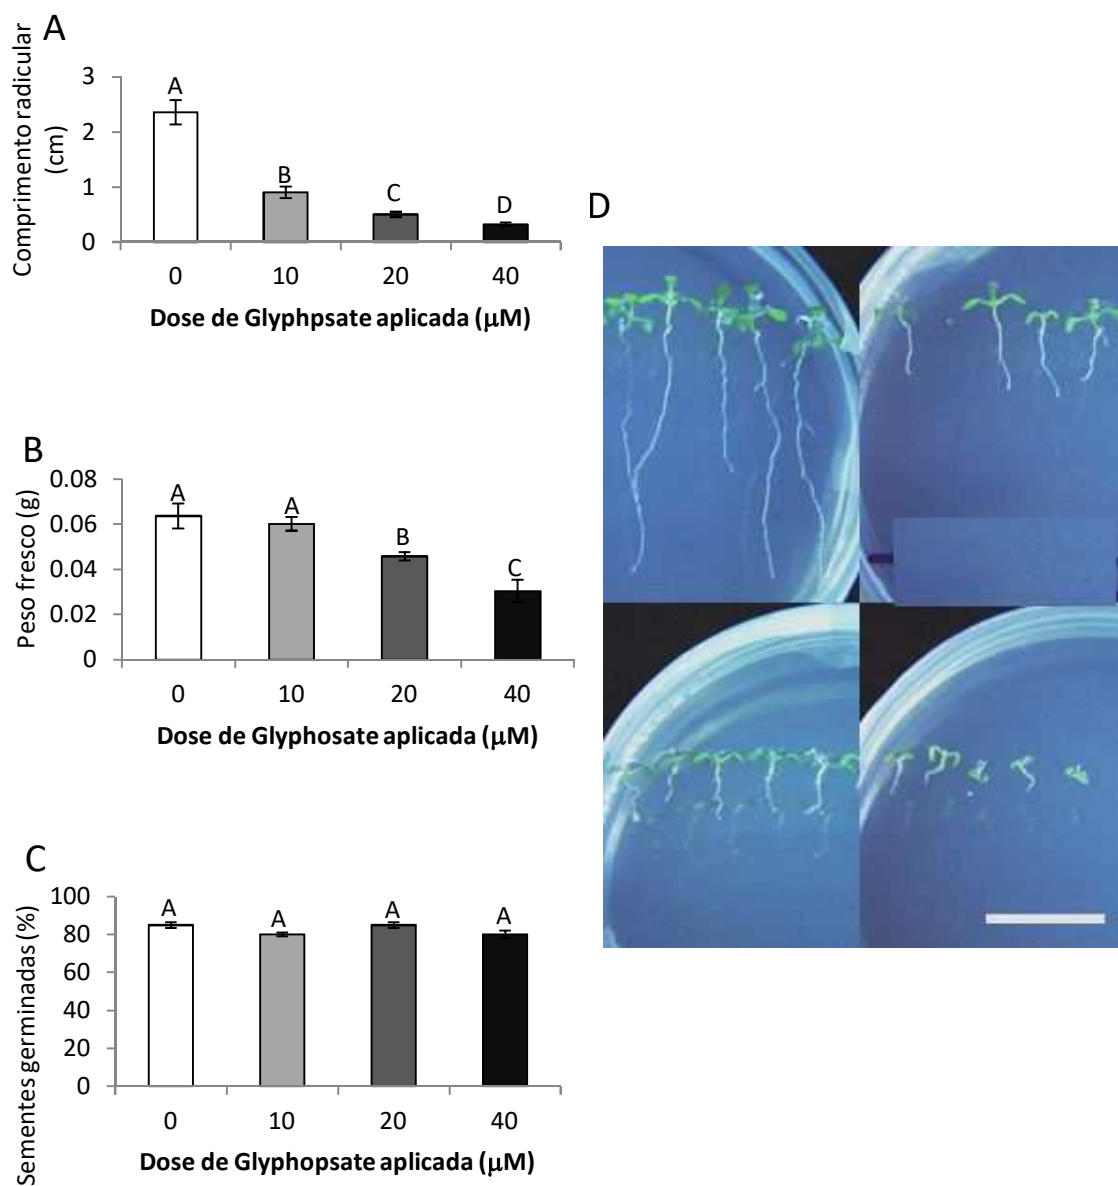 A
Comprimento radicular
(cm)
3
2
1
0
A
B
C
D
0 10 20 40
Dose de Glyphpsate aplicada (μM)
B
Peso fresco (g)
0.08
0.06
0.04
0.02
0
A
A
B
C
0 10 20 40
Dose de Glyphosate aplicada (μM)
C
Sementes germinadas (%)
100
80
60
40
20
0
A
A
A
A
0 10 20 40
Dose de Glyphopsate aplicada (μM)
D